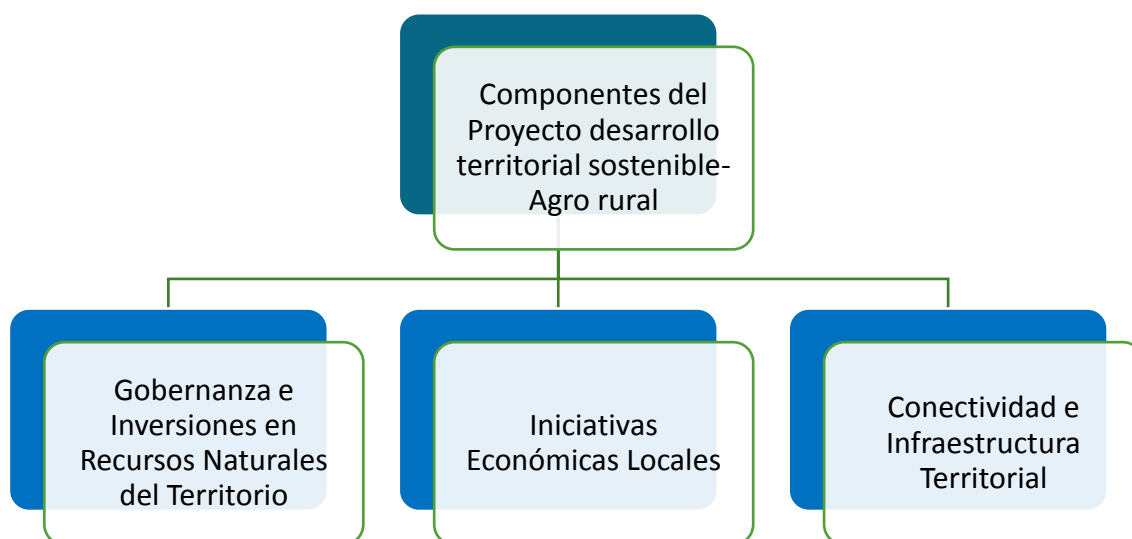 Componentes del
Proyecto desarrollo
territorial sostenible-
Agro rural
Gobernanza e
Inversiones en
Recursos Naturales
del Territorio
Iniciativas
Económicas Locales
Conectividad e
Infraestructura
Territorial